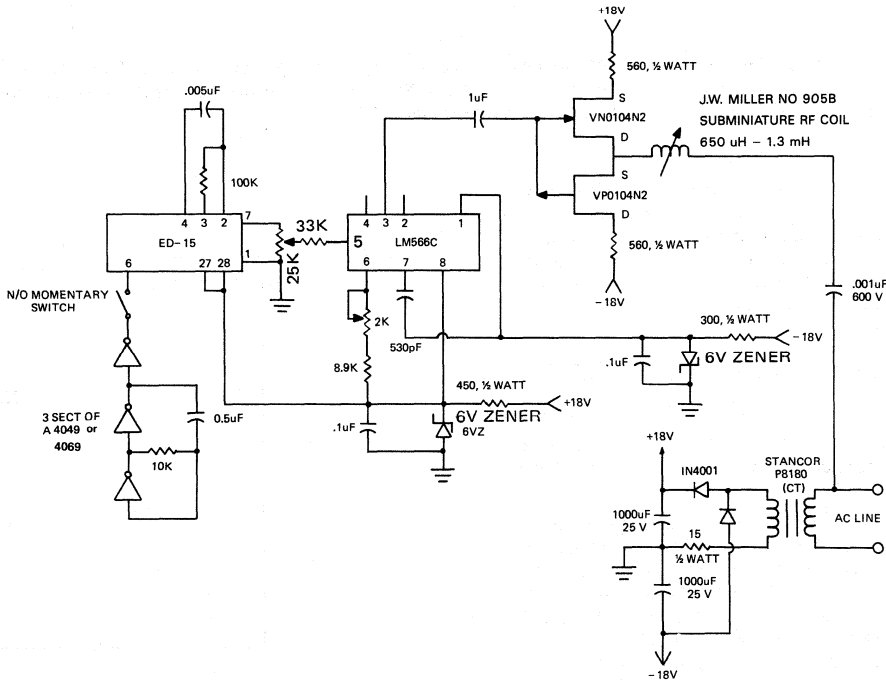 +18V
560, ½ WATT
.005uF
1uF
S
VN0104N2
D
J.W. MILLER NO 905B
SUBMINIATURE RF COIL
650 uH – 1.3 mH
100K
S
VP0104N2
D
4
3
2
7
33K
4
3
2
1
ED-15
25K
5
LM566C
560, ½ WATT
6
27
28
1
6
7
8
–18V
.001uF
600 V
N/O MOMENTARY
SWITCH
2K
530pF
300, ½ WATT
–18V
.1uF
6V ZENER
8.9K
450, ½ WATT
+18V
3 SECT OF
A 4049 or
4069
0.5uF
.1uF
6V ZENER
6VZ
10K
+18V
IN4001
STANCOR
P8180
(CT)
1000uF
25 V
15
½ WATT
AC LINE
1000uF
25 V
–18V